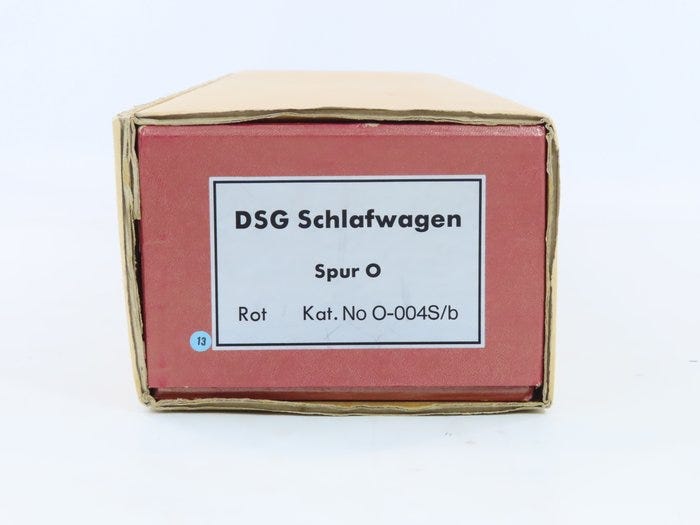 DSG Schlafwagen
Spur O
Rot Kat. No O-004S/b
13